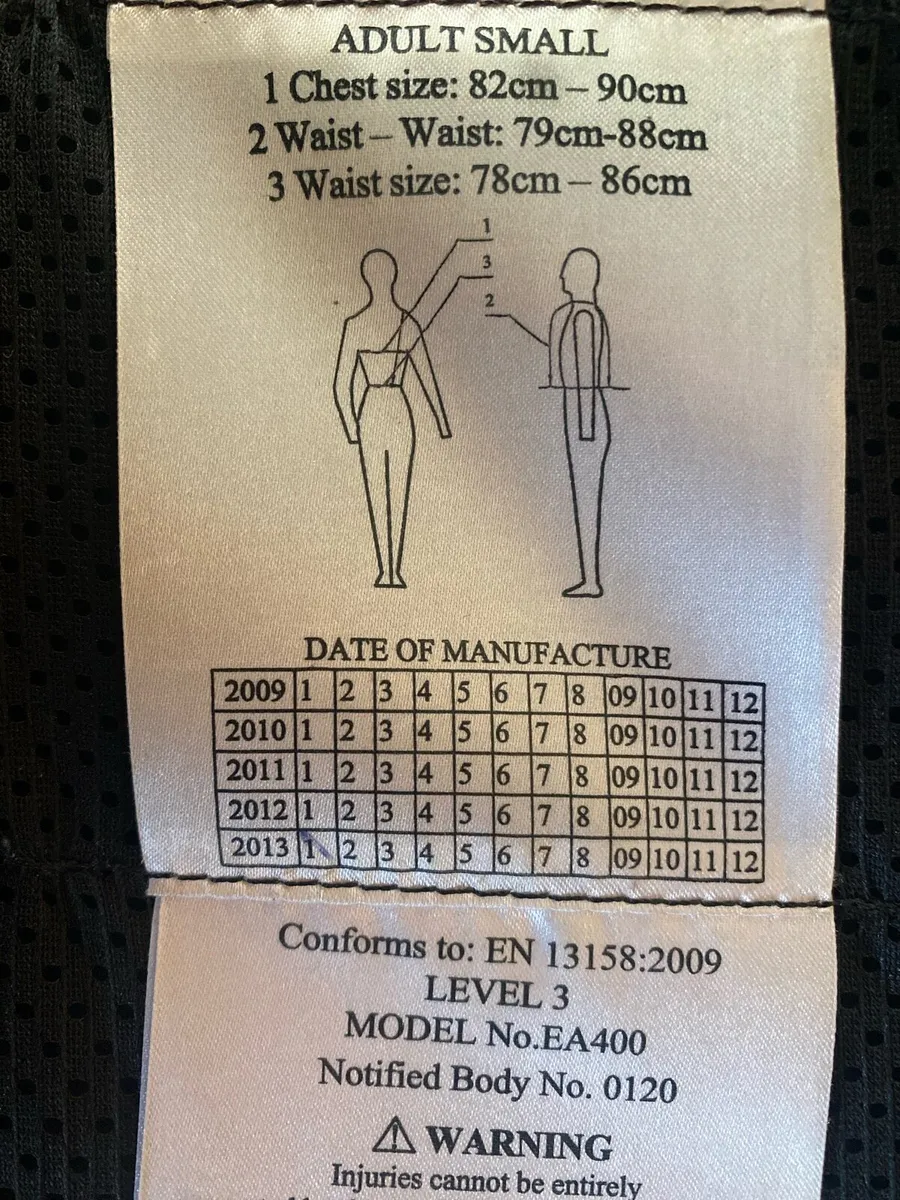 ADULT SMALL
1 Chest size: 82cm – 90cm
2 Waist – Waist: 79cm-88cm
3 Waist size: 78cm – 86cm
1
3
2
DATE OF MANUFACTURE
2009 1 2 3 4 5 6 7 8 09 10 11 12
2010 1 2 3 4 5 6 7 8 09 10 11 12
2011 1 2 3 4 5 6 7 8 09 10 11 12
2012 1 2 3 4 5 6 7 8 09 10 11 12
2013 1 2 3 4 5 6 7 8 09 10 11 12
Conforms to: EN 13158:2009
LEVEL 3
MODEL No.EA400
Notified Body No. 0120
⚠ WARNING
Injuries cannot be entirely